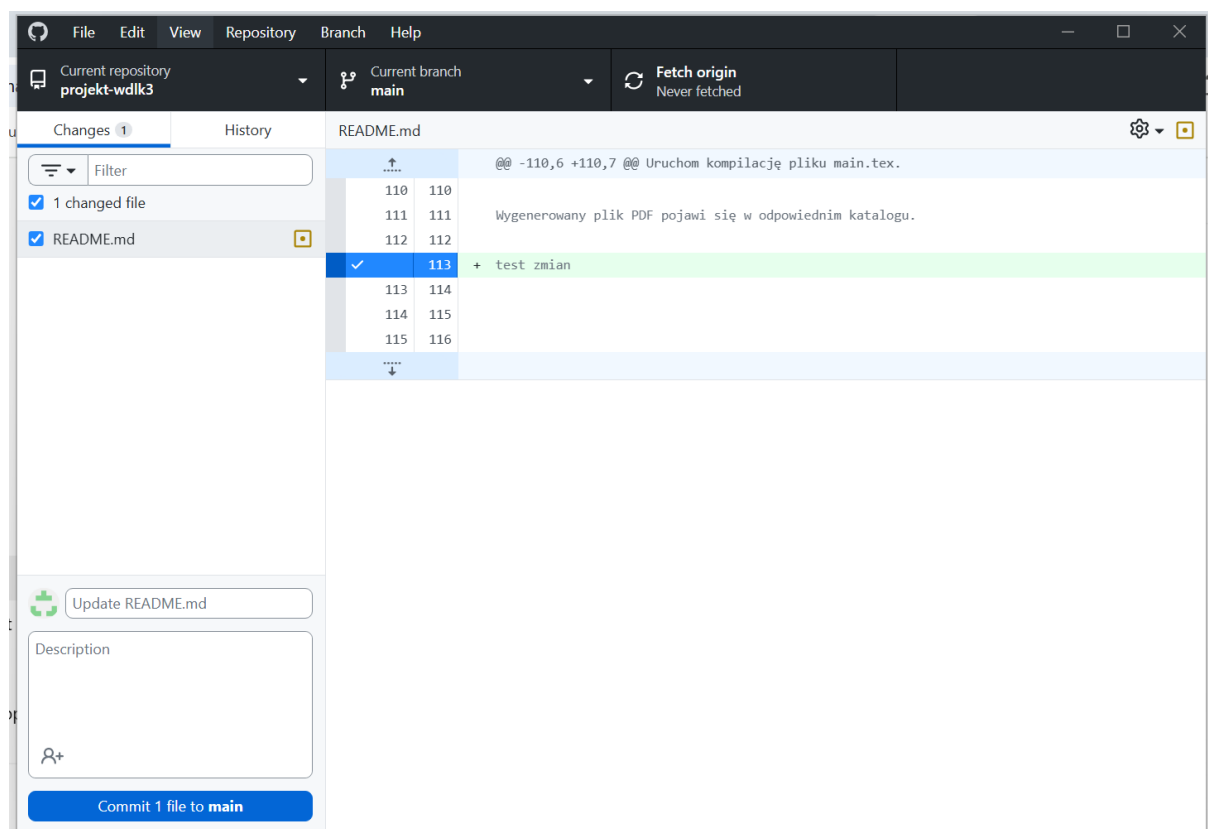 File Edit View Repository Branch Help
Current repository
projekt-wdlk3
Current branch
main
Fetch origin
Never fetched
Changes 1
History
README.md
Filter
1 changed file
README.md
@@ -110,6 +110,7 @@ Uruchom kompilację pliku main.tex.
110 110
111 111 Wygenerowany plik PDF pojawi się w odpowiednim katalogu.
112 112
113 + test zmian
113 114
114 115
115 116
Update README.md
Description
Commit 1 file to main